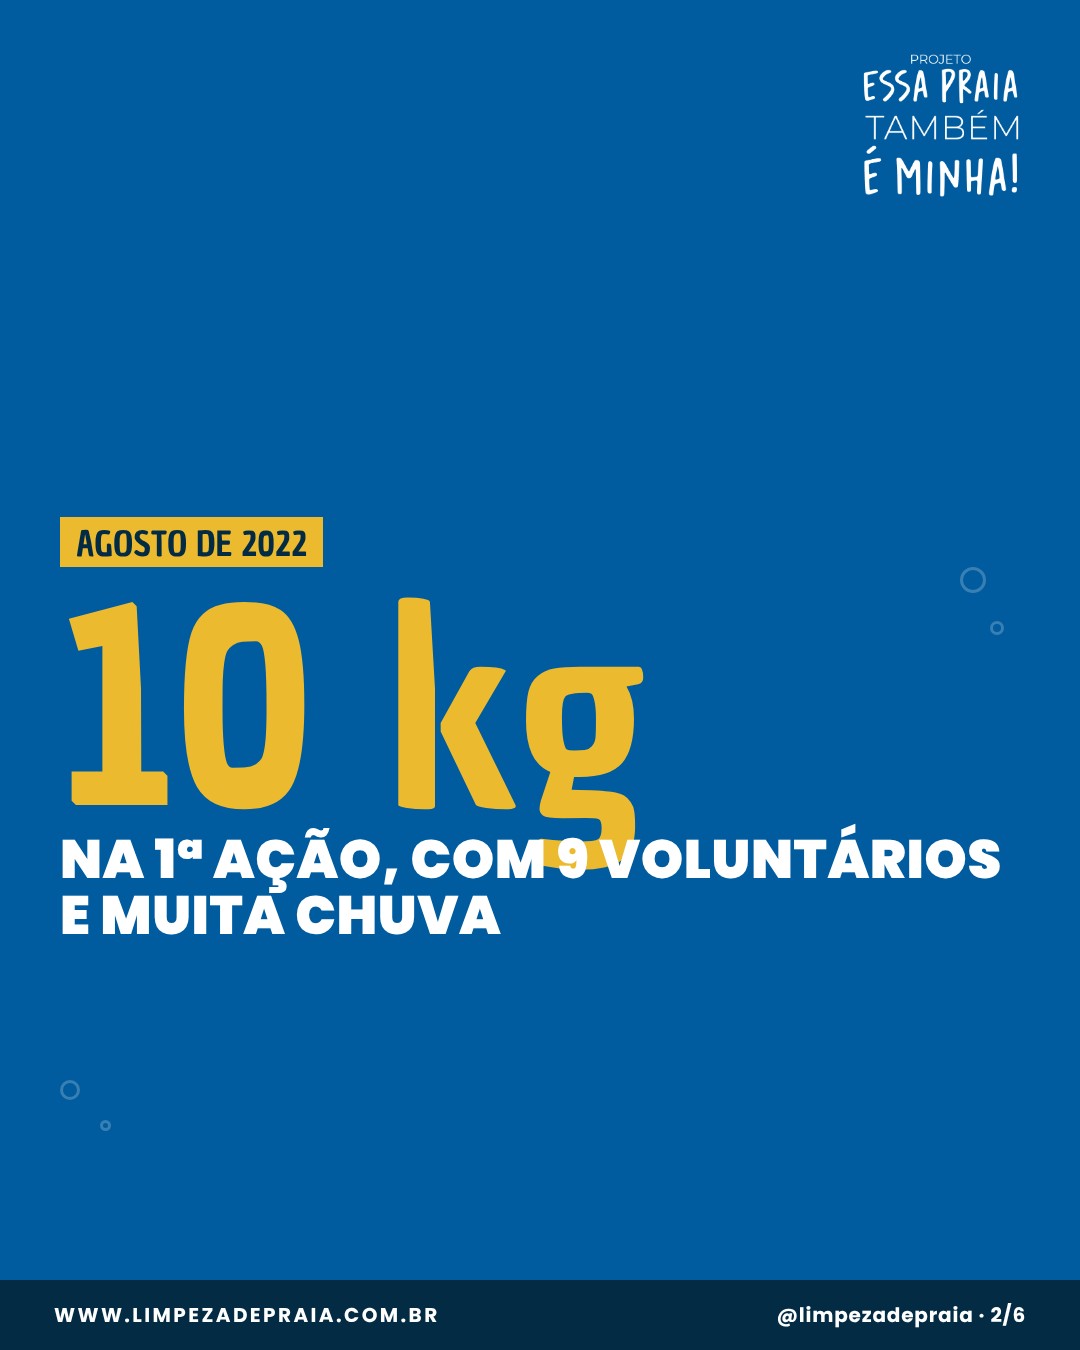 PROJETO
ESSA PRAIA
TAMBÉM
É MINHA!
AGOSTO DE 2022
10 kg
NA 1ª AÇÃO, COM 9 VOLUNTÁRIOS
E MUITA CHUVA
WWW.LIMPEZADEPRAIA.COM.BR
@limpezadepraia · 2/6